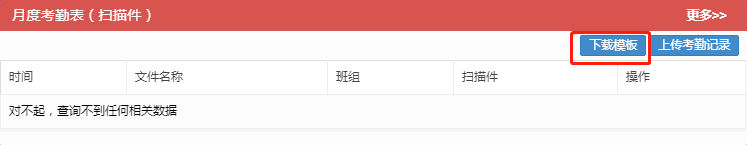 月度考勤表（扫描件） 更多>>
下载模板 上传考勤记录
时间 文件名称 班组 扫描件 操作
对不起，查询不到任何相关数据